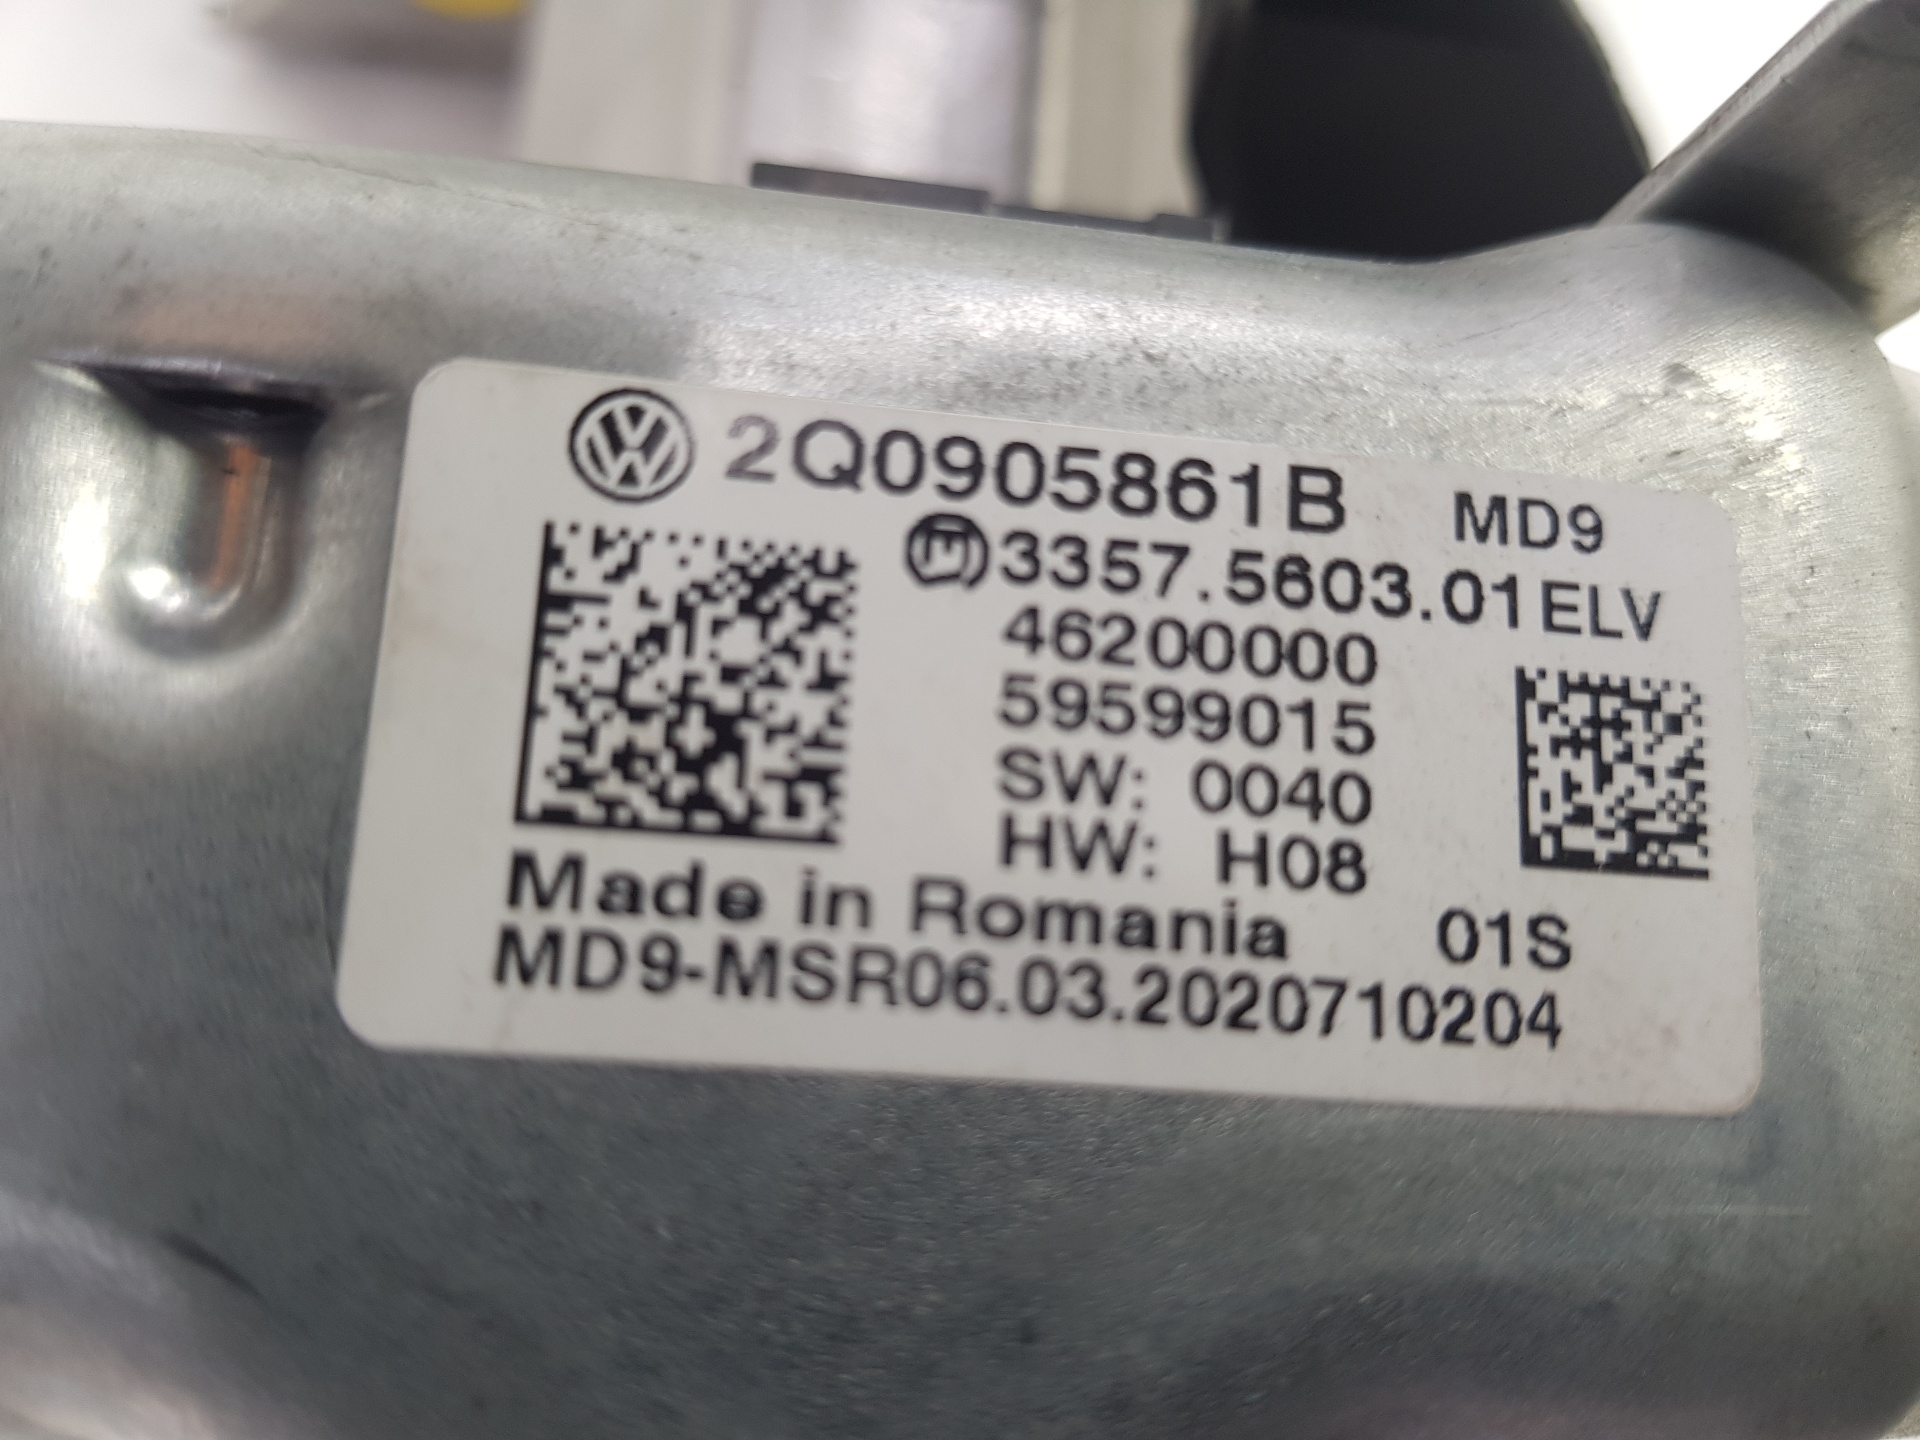 2Q0905861B MD9
3357.5603.01ELV
46200000
59599015
SW: 0040
HW: H08
Made in Romania 01S
MD9-MSR06.03.2020710204